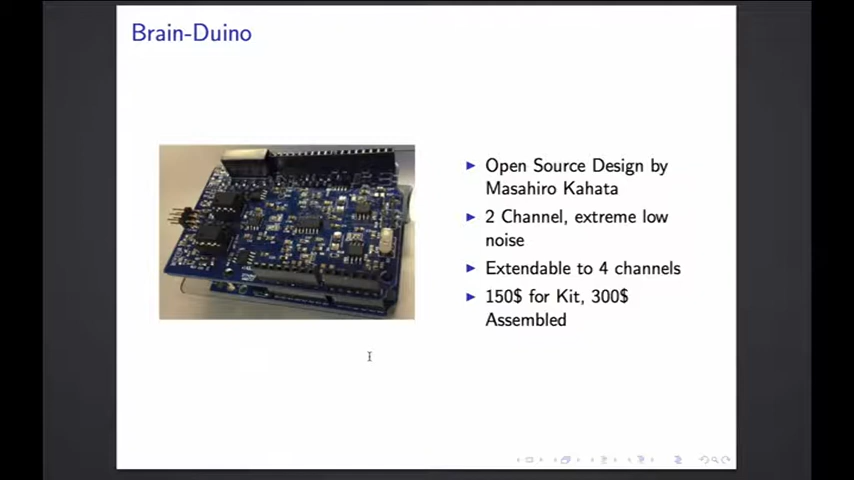 Brain-Duino
Open Source Design by
Masahiro Kahata
2 Channel, extreme low
noise
Extendable to 4 channels
150$ for Kit, 300$
Assembled